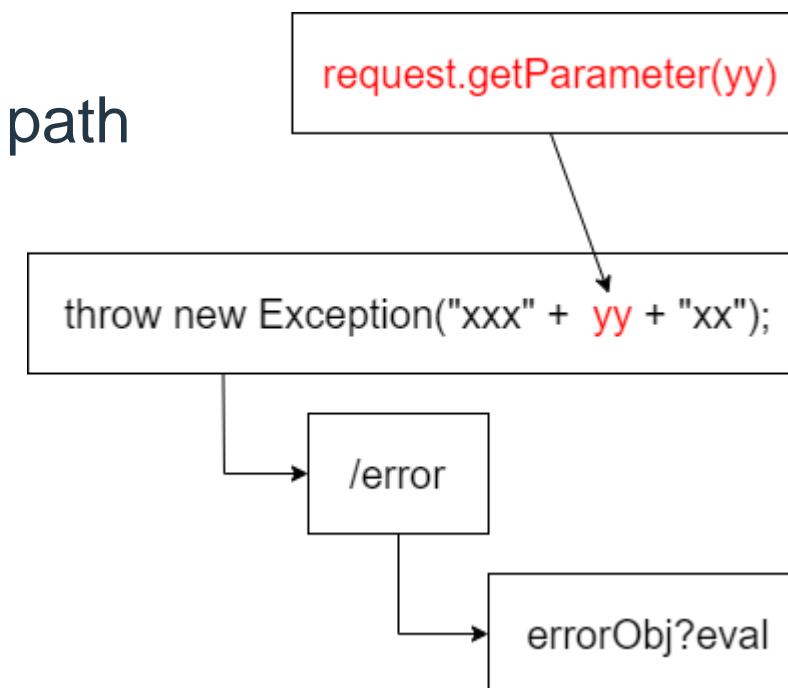 request.getParameter(yy)
path
throw new Exception("xxx" + yy + "xx");
/error
errorObj?eval